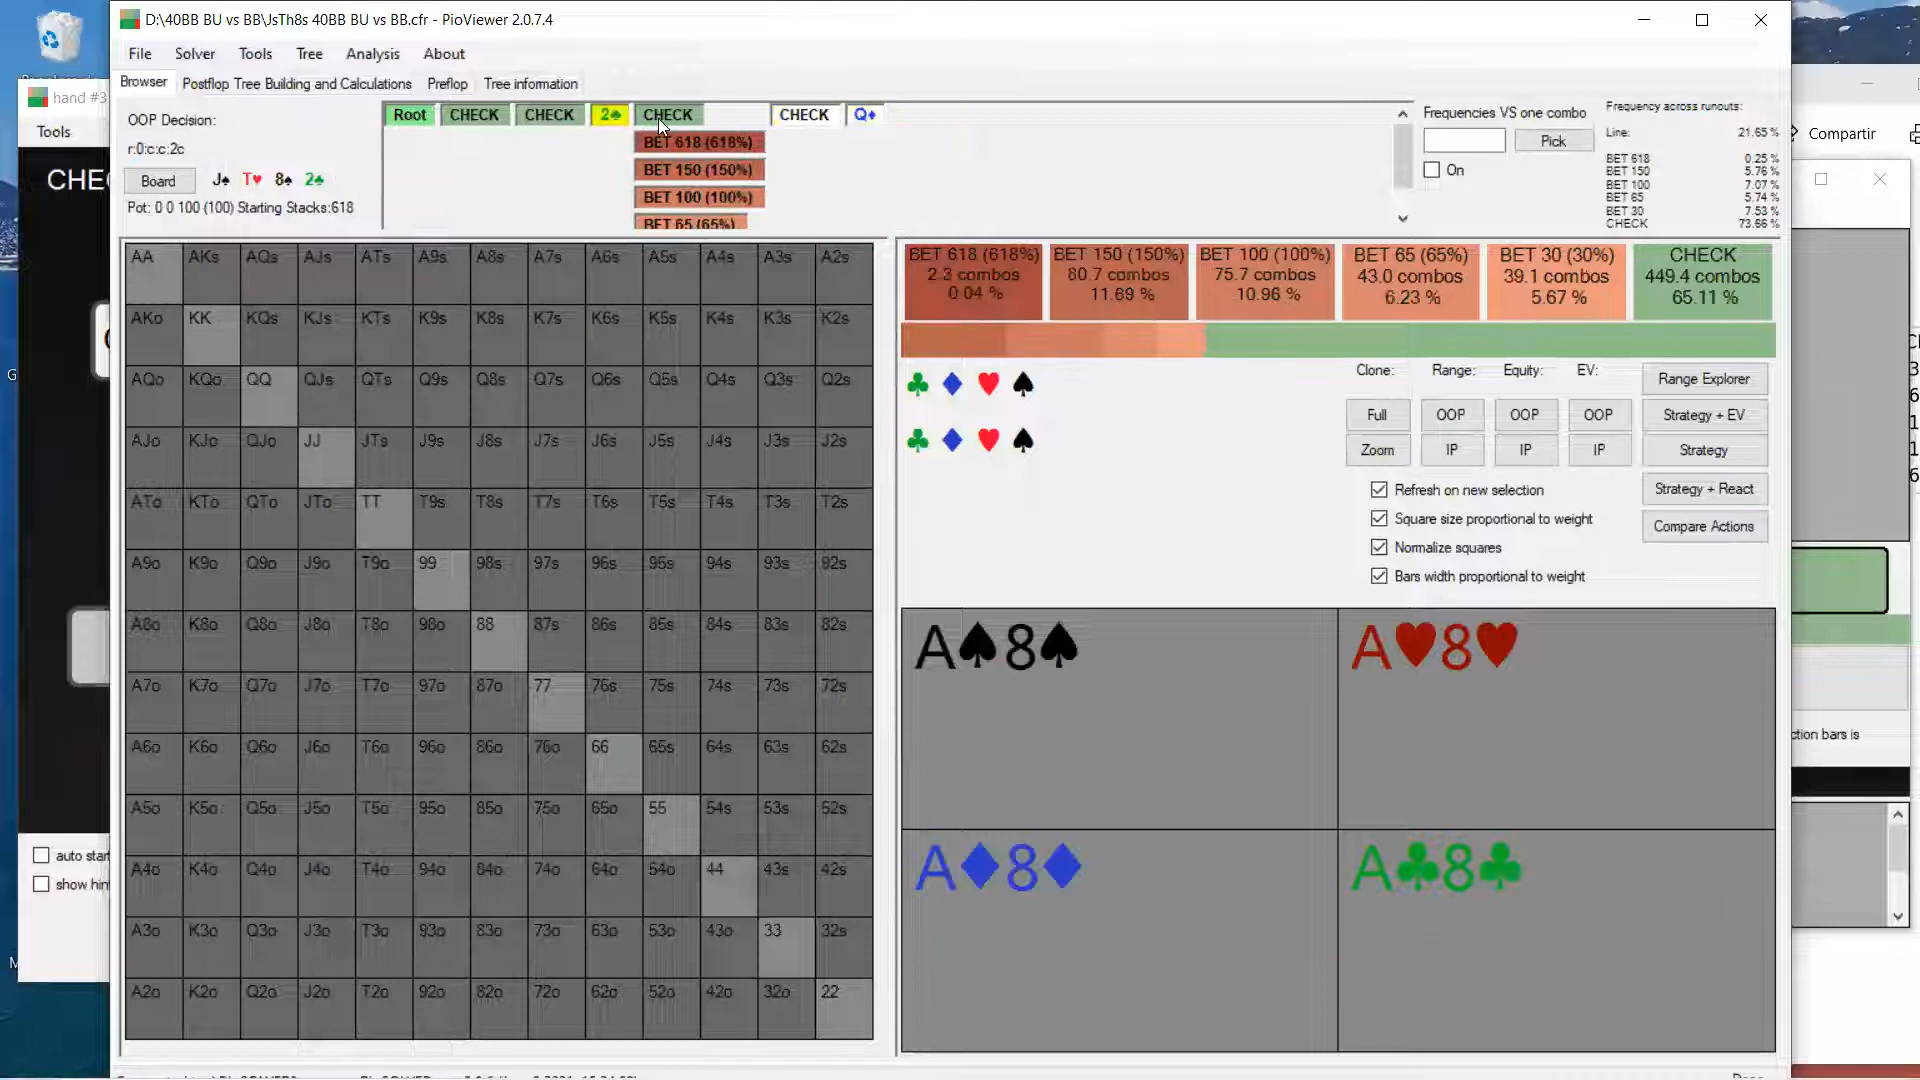 D:\40BB BU vs BB\JsTh8s 40BB BU vs BB.cfr - PioViewer 2.0.7.4
File Solver Tools Tree Analysis About
Browser Postflop Tree Building and Calculations Preflop Tree information
hand #3
Tools
CHEC
auto start
show hin
OOP Decision:
r:0:c:c:2c
Board J♠ T♥ 8♠ 2♣
Pot: 0 0 100 (100) Starting Stacks:618
Root CHECK CHECK 2♣ CHECK CHECK Q♦
BET 618 (618%)
BET 150 (150%)
BET 100 (100%)
BET 65 (65%)
Frequencies VS one combo
Pick
On
Frequency across runouts:
Line: 21.65 %
BET 618 0.25 %
BET 150 5.76 %
BET 100 7.07 %
BET 65 5.74 %
BET 30 7.53 %
CHECK 73.66 %
Compartir
AA AKs AQs AJs ATs A9s A8s A7s A6s A5s A4s A3s A2s
AKo KK KQs KJs KTs K9s K8s K7s K6s K5s K4s K3s K2s
AQo KQo QQ QJs QTs Q9s Q8s Q7s Q6s Q5s Q4s Q3s Q2s
AJo KJo QJo JJ JTs J9s J8s J7s J6s J5s J4s J3s J2s
ATo KTo QTo JTo TT T9s T8s T7s T6s T5s T4s T3s T2s
A9o K9o Q9o J9o T9o 99 98s 97s 96s 95s 94s 93s 92s
A8o K8o Q8o J8o T8o 98o 88 87s 86s 85s 84s 83s 82s
A7o K7o Q7o J7o T7o 97o 87o 77 76s 75s 74s 73s 72s
A6o K6o Q6o J6o T6o 96o 86o 76o 66 65s 64s 63s 62s
A5o K5o Q5o J5o T5o 95o 85o 75o 65o 55 54s 53s 52s
A4o K4o Q4o J4o T4o 94o 84o 74o 64o 54o 44 43s 42s
A3o K3o Q3o J3o T3o 93o 83o 73o 63o 53o 43o 33 32s
A2o K2o Q2o J2o T2o 92o 82o 72o 62o 52o 42o 32o 22
BET 618 (618%) BET 150 (150%) BET 100 (100%) BET 65 (65%) BET 30 (30%) CHECK
2.3 combos 80.7 combos 75.7 combos 43.0 combos 39.1 combos 449.4 combos
0.04 % 11.69 % 10.96 % 6.23 % 5.67 % 65.11 %
♣ ♦ ♥ ♠
♣ ♦ ♥ ♠
Clone: Range: Equity: EV: Range Explorer
Full OOP OOP OOP Strategy + EV
Zoom IP IP IP Strategy
Refresh on new selection Strategy + React
Square size proportional to weight Compare Actions
Normalize squares
Bars width proportional to weight
A♠8♠ A♥8♥
A♦8♦ A♣8♣
ction bars is